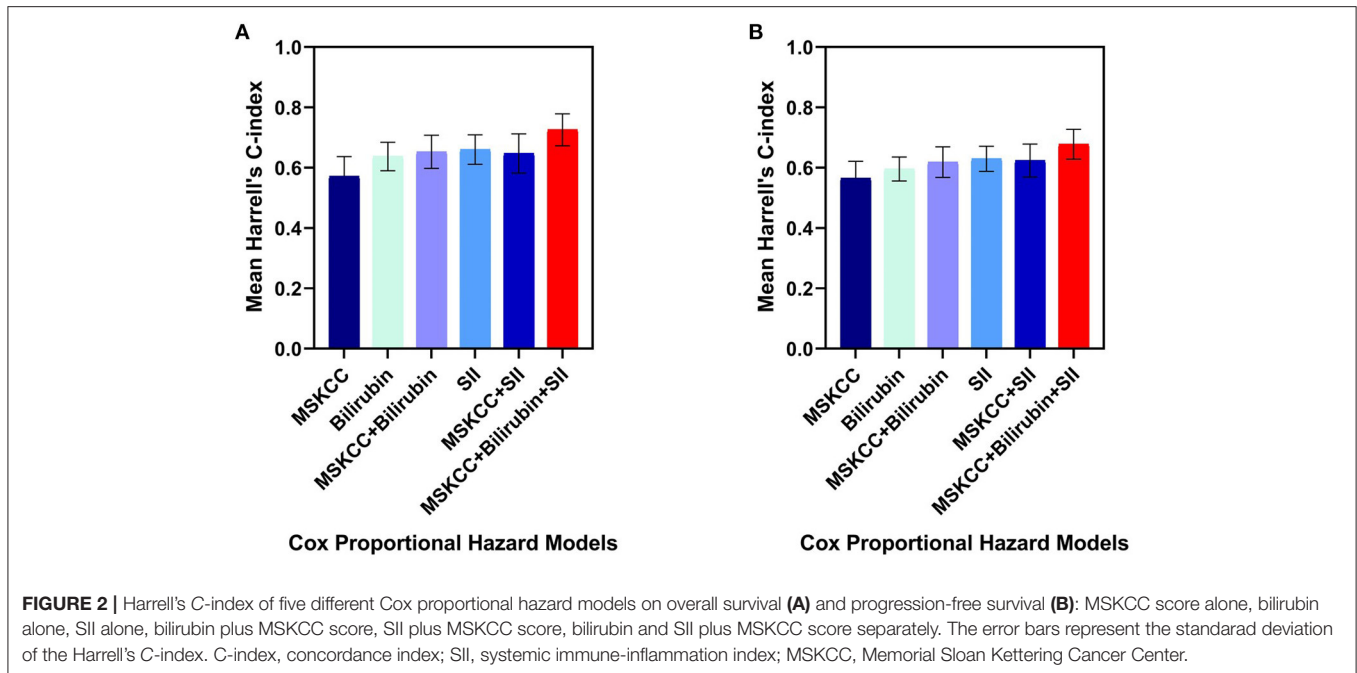 A
Mean Harrell's C-index
1.0
0.8
0.6
0.4
0.2
0.0
MSKCC
Bilirubin
MSKCC+Bilirubin
SII
MSKCC+SII
MSKCC+Bilirubin+SII
Cox Proportional Hazard Models
B
Mean Harrell's C-index
1.0
0.8
0.6
0.4
0.2
0.0
MSKCC
Bilirubin
MSKCC+Bilirubin
SII
MSKCC+SII
MSKCC+Bilirubin+SII
Cox Proportional Hazard Models
FIGURE 2 | Harrell's C-index of five different Cox proportional hazard models on overall survival (A) and progression-free survival (B): MSKCC score alone, bilirubin
alone, SII alone, bilirubin plus MSKCC score, SII plus MSKCC score, bilirubin and SII plus MSKCC score separately. The error bars represent the standarad deviation
of the Harrell's C-index. C-index, concordance index; SII, systemic immune-inflammation index; MSKCC, Memorial Sloan Kettering Cancer Center.